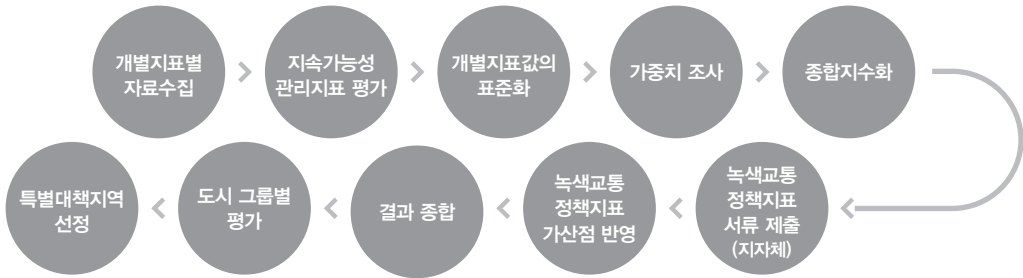 개별지표별
자료수집
지속가능성
관리지표 평가
개별지표값의
표준화
가중치 조사
종합지수화
녹색교통
정책지표
서류 제출
(지자체)
녹색교통
정책지표
가산점 반영
결과 종합
도시 그룹별
평가
특별대책지역
선정